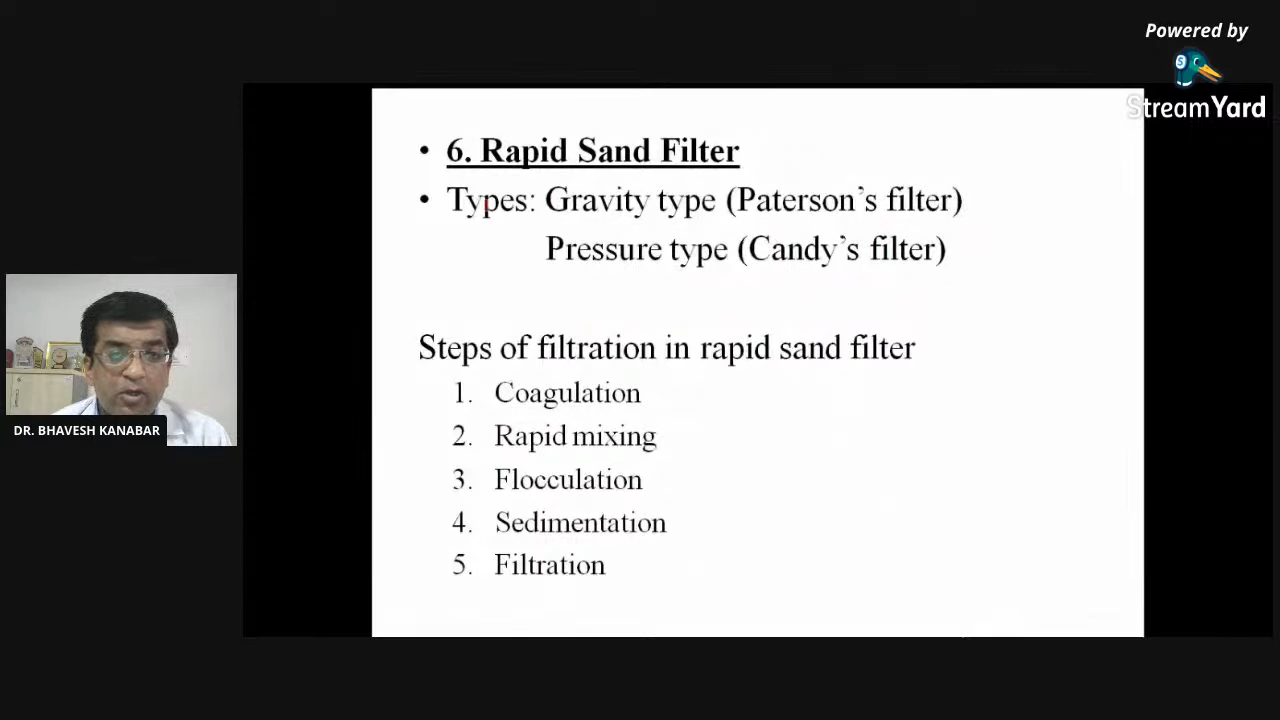 Powered by
StreamYard
• 6. Rapid Sand Filter
• Types: Gravity type (Paterson’s filter)
Pressure type (Candy’s filter)
Steps of filtration in rapid sand filter
1. Coagulation
2. Rapid mixing
3. Flocculation
4. Sedimentation
5. Filtration
DR. BHAVESH KANABAR